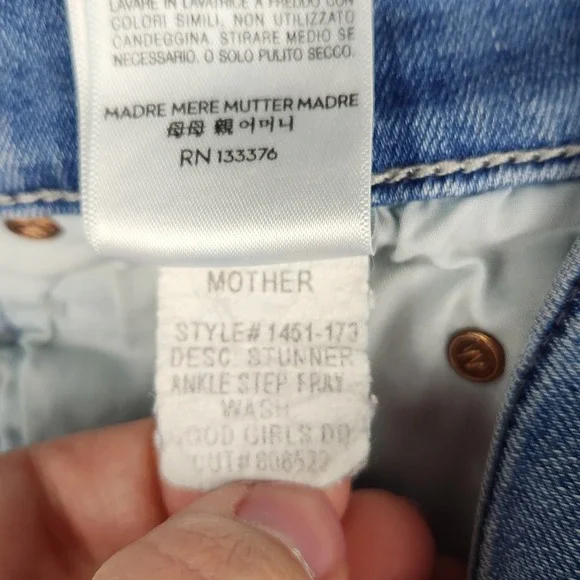 LAVARE IN LAVATRICE A FREDDO CON
COLORI SIMILI, NON UTILIZZATO
CANDEGGINA. STIRARE MEDIO SE
NECESSARIO, O SOLO PULITO SECCO.
MADRE MERE MUTTER MADRE
母母 親 어머니
RN 133376
MOTHER
STYLE# 1451-173
DESC STUNNER
ANKLE STEP FRAY
WASH
GOOD GIRLS DO
CUT# 808522
M